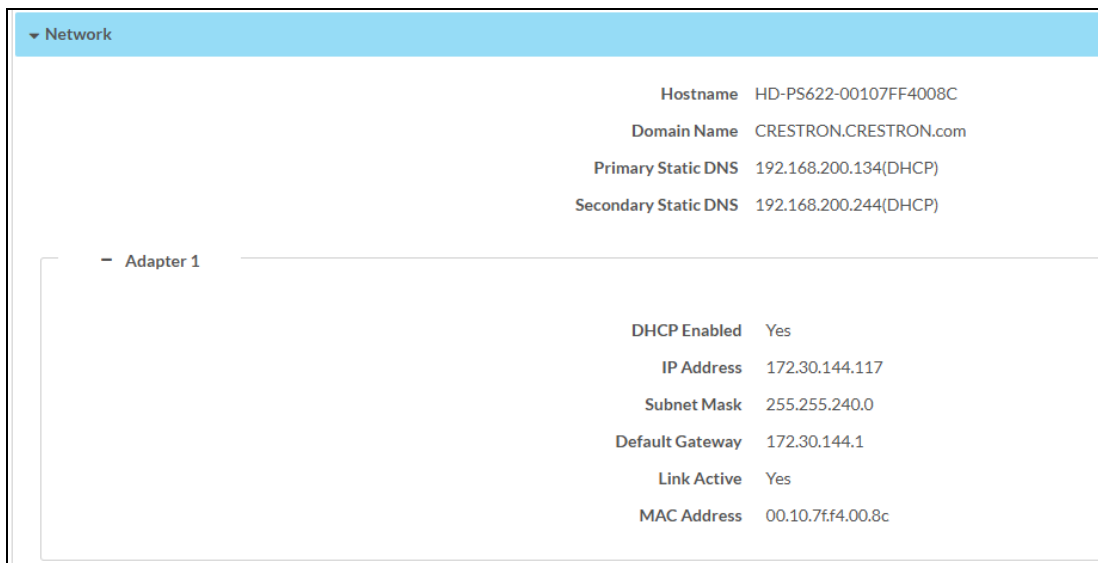 Network
Hostname HD-PS622-00107FF4008C
Domain Name CRESTRON.CRESTRON.com
Primary Static DNS 192.168.200.134(DHCP)
Secondary Static DNS 192.168.200.244(DHCP)
− Adapter 1
DHCP Enabled Yes
IP Address 172.30.144.117
Subnet Mask 255.255.240.0
Default Gateway 172.30.144.1
Link Active Yes
MAC Address 00.10.7f.f4.00.8c